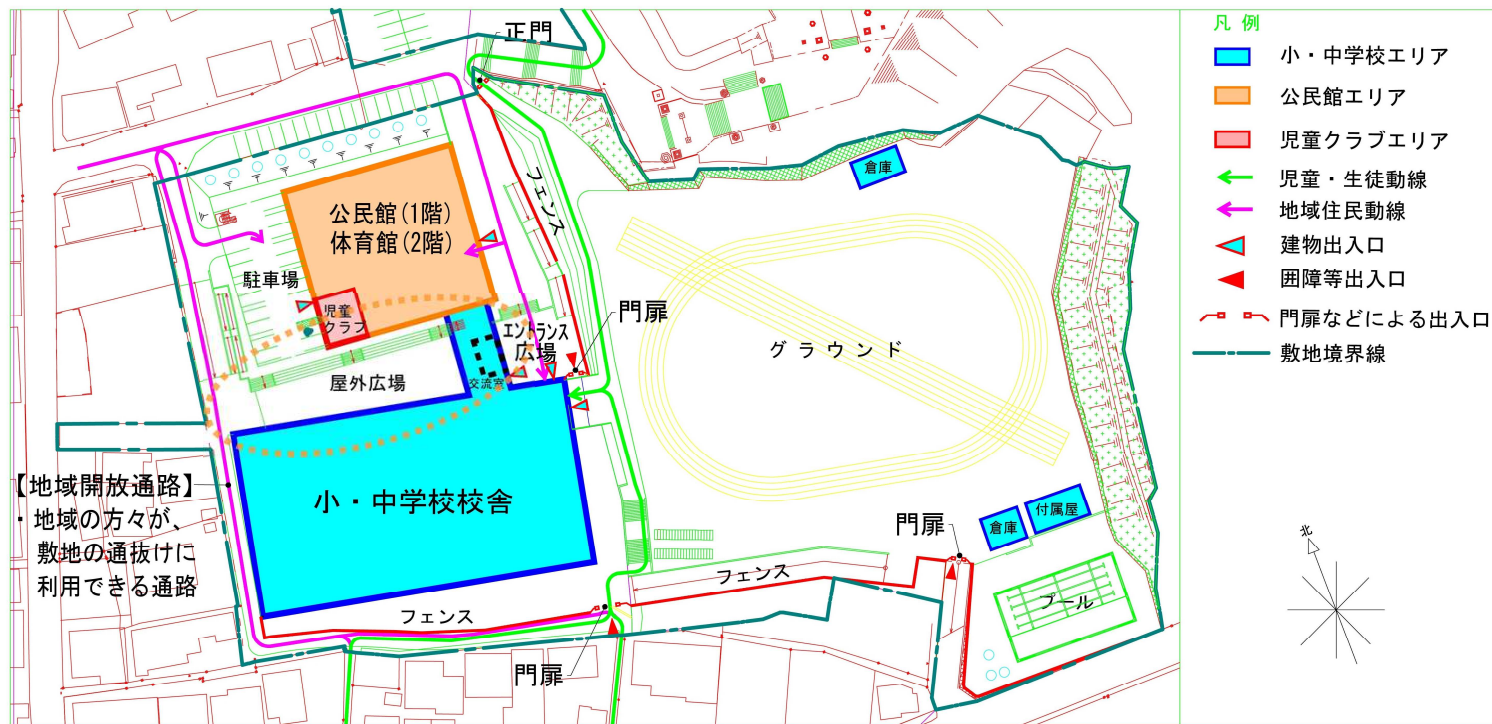 正門
倉庫
フェンス
公民館(1階)
体育館(2階)
駐車場
児童
クラブ
エントランス
広場
門扉
グラウンド
屋外広場
交流室
【地域開放通路】
・地域の方々が、
敷地の通抜けに
利用できる通路
小・中学校校舎
門扉
倉庫
付属屋
フェンス
プール
フェンス
門扉
凡例
小・中学校エリア
公民館エリア
児童クラブエリア
児童・生徒動線
地域住民動線
建物出入口
囲障等出入口
門扉などによる出入口
敷地境界線
北